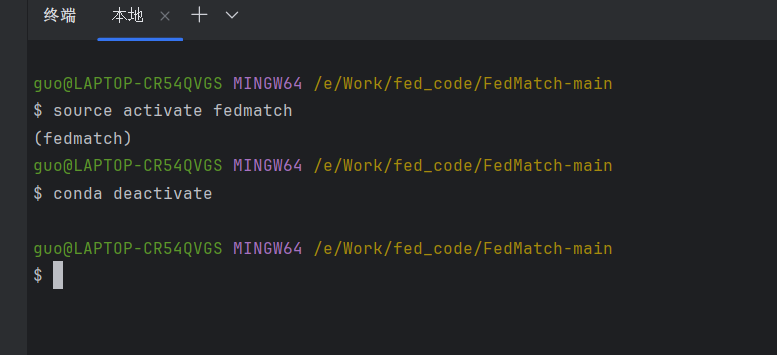 终端 本地 × + ∨
guo@LAPTOP-CR54QVGS MINGW64 /e/Work/fed_code/FedMatch-main
$ source activate fedmatch
(fedmatch)
guo@LAPTOP-CR54QVGS MINGW64 /e/Work/fed_code/FedMatch-main
$ conda deactivate
guo@LAPTOP-CR54QVGS MINGW64 /e/Work/fed_code/FedMatch-main
$